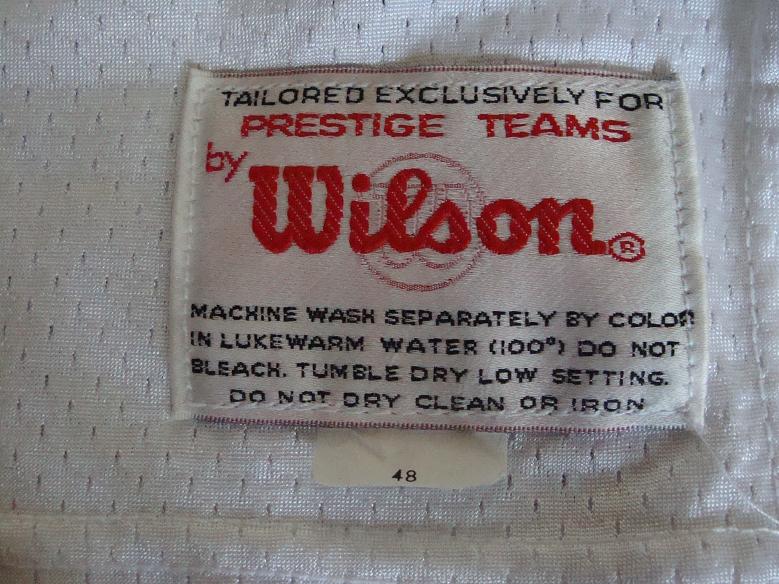 TAILORED EXCLUSIVELY FOR
PRESTIGE TEAMS
by
Wilson®
MACHINE WASH SEPARATELY BY COLOR
IN LUKEWARM WATER (100°) DO NOT
BLEACH. TUMBLE DRY LOW SETTING.
DO NOT DRY CLEAN OR IRON
48